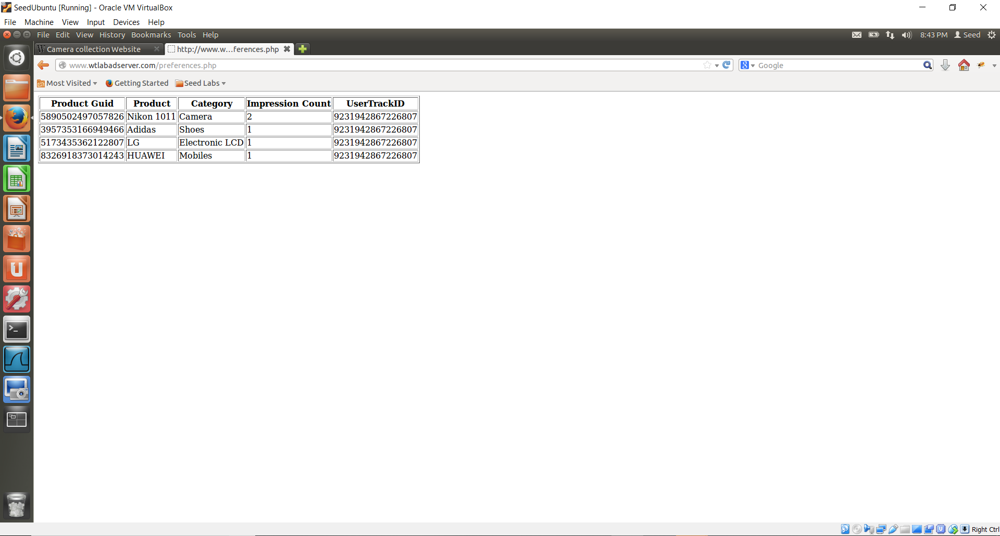 SeedUbuntu [Running] - Oracle VM VirtualBox
File Machine View Input Devices Help
File Edit View History Bookmarks Tools Help 8:43 PM Seed
Camera collection Website http://www.w...ferences.php
www.wtlabadserver.com/preferences.php Google
Most Visited Getting Started Seed Labs
Product Guid Product Category Impression Count UserTrackID
5890502497057826 Nikon 1011 Camera 2 9231942867226807
3957353166949466 Adidas Shoes 1 9231942867226807
5173435362122807 LG Electronic LCD 1 9231942867226807
8326918373014243 HUAWEI Mobiles 1 9231942867226807
Right Ctrl